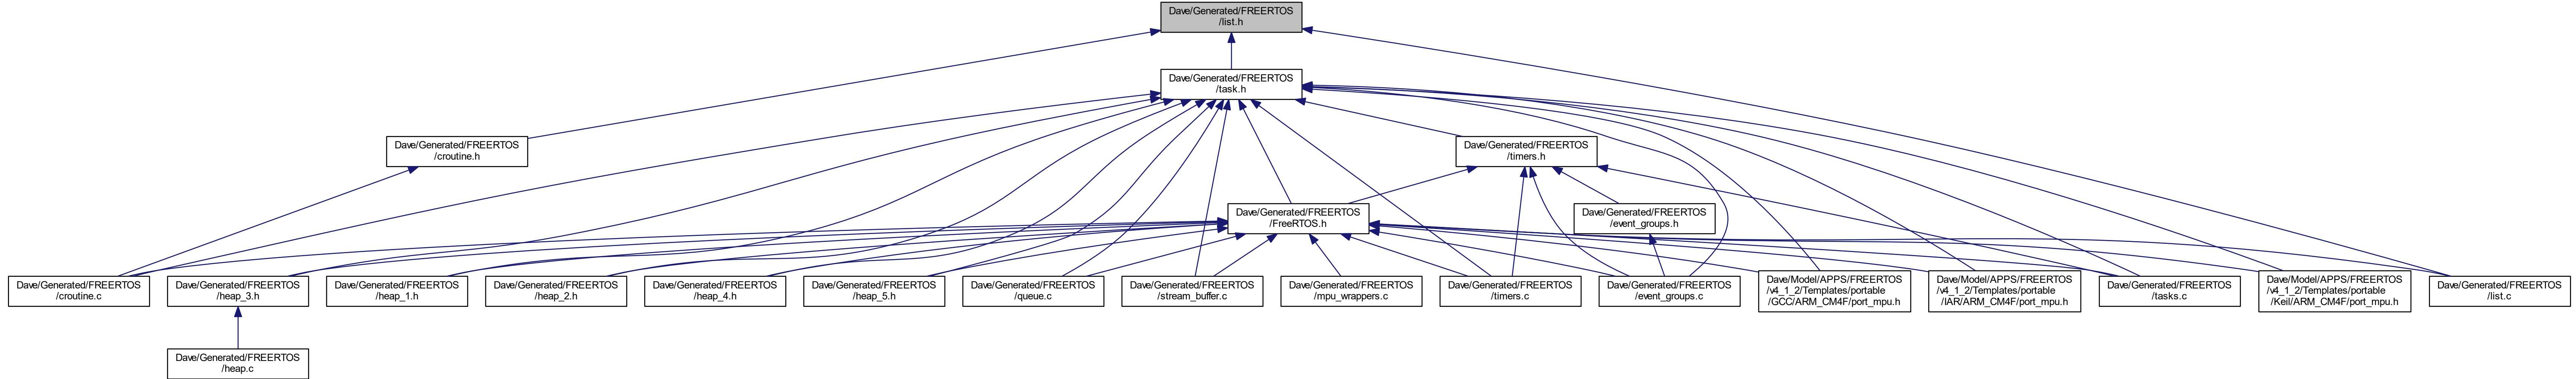 Dave/Generated/FREERTOS
/list.h
Dave/Generated/FREERTOS
/task.h
Dave/Generated/FREERTOS
/croutine.h
Dave/Generated/FREERTOS
/timers.h
Dave/Generated/FREERTOS
/FreeRTOS.h
Dave/Generated/FREERTOS
/event_groups.h
Dave/Generated/FREERTOS
/croutine.c
Dave/Generated/FREERTOS
/heap_3.h
Dave/Generated/FREERTOS
/heap_1.h
Dave/Generated/FREERTOS
/heap_2.h
Dave/Generated/FREERTOS
/heap_4.h
Dave/Generated/FREERTOS
/heap_5.h
Dave/Generated/FREERTOS
/queue.c
Dave/Generated/FREERTOS
/stream_buffer.c
Dave/Generated/FREERTOS
/mpu_wrappers.c
Dave/Generated/FREERTOS
/timers.c
Dave/Generated/FREERTOS
/event_groups.c
Dave/Model/APPS/FREERTOS
/v4_1_2/Templates/portable
/GCC/ARM_CM4F/port_mpu.h
Dave/Model/APPS/FREERTOS
/v4_1_2/Templates/portable
/IAR/ARM_CM4F/port_mpu.h
Dave/Generated/FREERTOS
/tasks.c
Dave/Model/APPS/FREERTOS
/v4_1_2/Templates/portable
/Keil/ARM_CM4F/port_mpu.h
Dave/Generated/FREERTOS
/list.c
Dave/Generated/FREERTOS
/heap.c